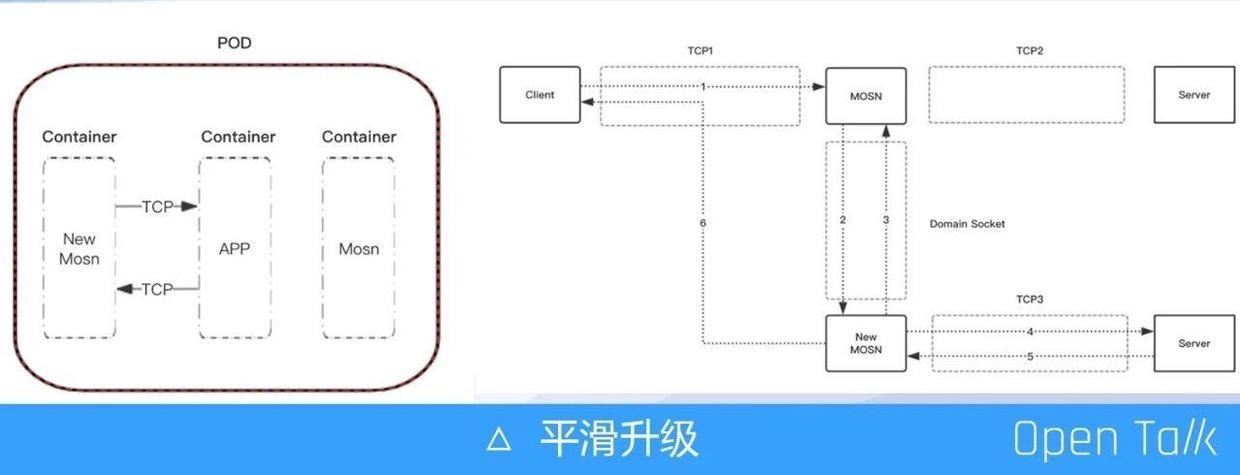 POD
Container
Container
Container
New
Mosn
TCP
TCP
APP
Mosn
TCP1
TCP2
Client
1
MOSN
Server
2
3
6
Domain Socket
TCP3
New
MOSN
4
5
Server
△ 平滑升级
Open Talk